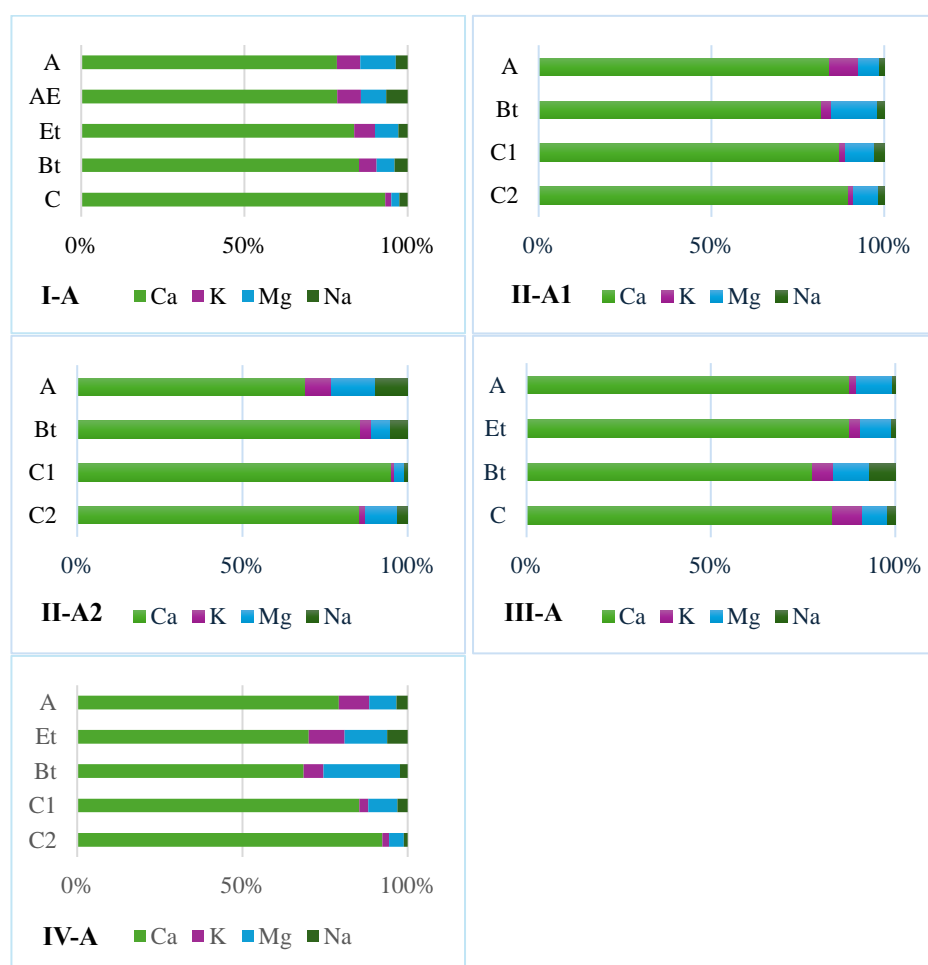 A
AE
Et
Bt
C
0% 50% 100%
I-A Ca K Mg Na
A
Bt
C1
C2
0% 50% 100%
II-A1 Ca K Mg Na
A
Bt
C1
C2
0% 50% 100%
II-A2 Ca K Mg Na
A
Et
Bt
C
0% 50% 100%
III-A Ca K Mg Na
A
Et
Bt
C1
C2
0% 50% 100%
IV-A Ca K Mg Na